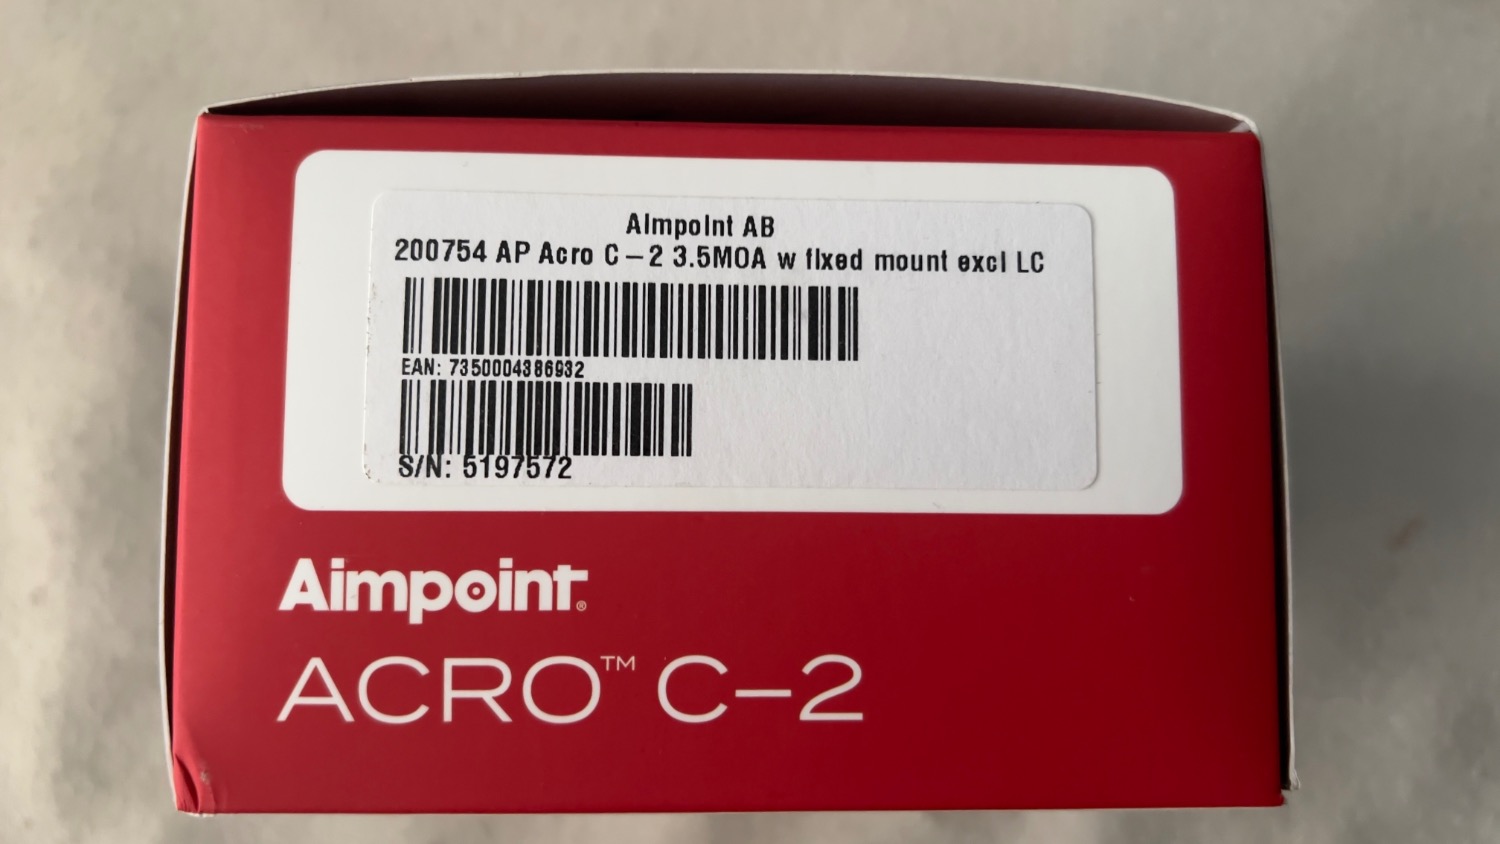 Aimpoint AB
200754 AP Acro C-2 3.5MOA w fixed mount excl LC
EAN: 7350004386932
S/N: 5197572
Aimpoint®
ACRO™ C-2